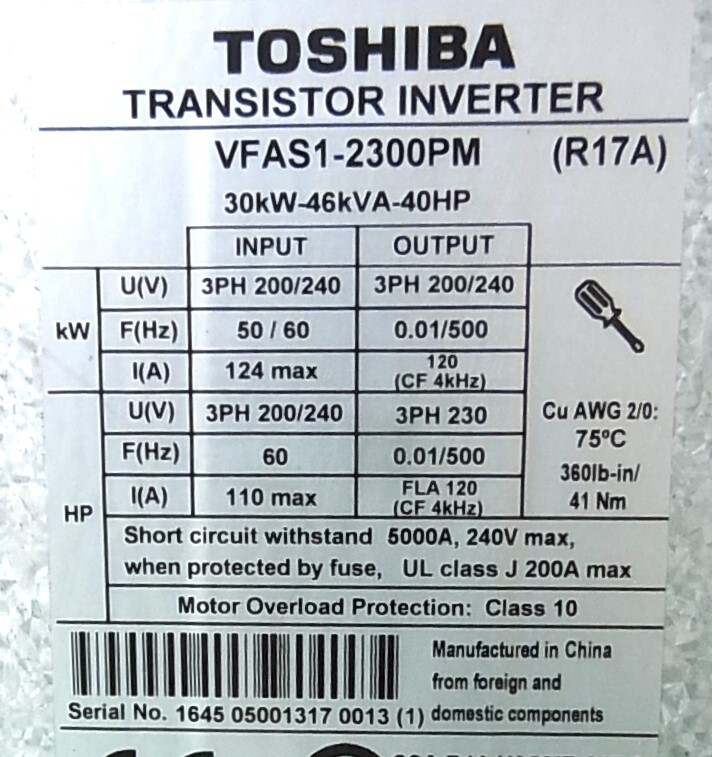 TOSHIBA
TRANSISTOR INVERTER
VFAS1-2300PM (R17A)
30kW-46kVA-40HP
INPUT OUTPUT
kW
U(V) 3PH 200/240 3PH 200/240
F(Hz) 50 / 60 0.01/500
I(A) 124 max 120
(CF 4kHz)
HP
U(V) 3PH 200/240 3PH 230
F(Hz) 60 0.01/500
I(A) 110 max FLA 120
(CF 4kHz)
Cu AWG 2/0:
75°C
360lb-in/
41 Nm
Short circuit withstand 5000A, 240V max,
when protected by fuse, UL class J 200A max
Motor Overload Protection: Class 10
Manufactured in China
from foreign and
domestic components
Serial No. 1645 05001317 0013 (1)